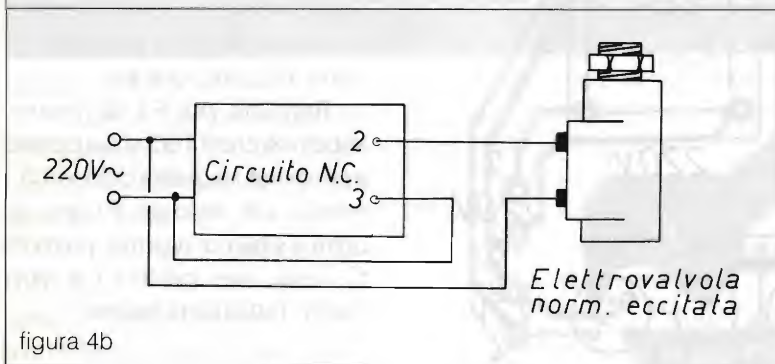 220V~
Circuito N.C.
2
3
Elettrovalvola
norm. eccitata
figura 4b